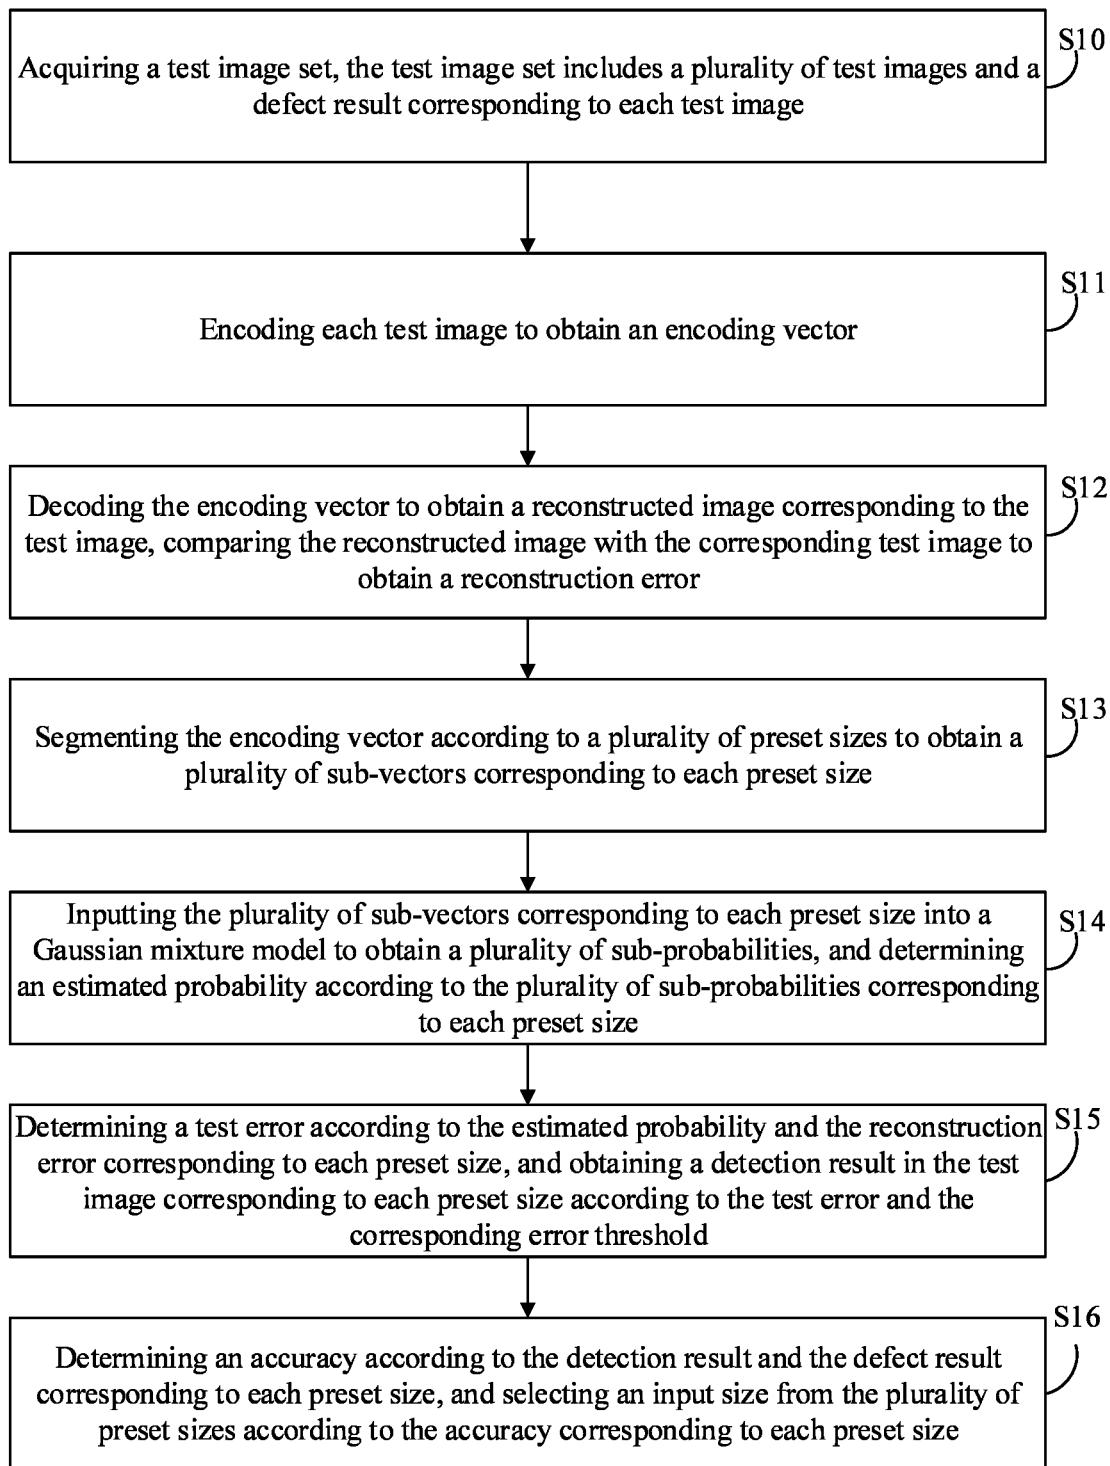 S10
Acquiring a test image set, the test image set includes a plurality of test images and a
defect result corresponding to each test image
S11
Encoding each test image to obtain an encoding vector
S12
Decoding the encoding vector to obtain a reconstructed image corresponding to the
test image, comparing the reconstructed image with the corresponding test image to
obtain a reconstruction error
S13
Segmenting the encoding vector according to a plurality of preset sizes to obtain a
plurality of sub-vectors corresponding to each preset size
S14
Inputting the plurality of sub-vectors corresponding to each preset size into a
Gaussian mixture model to obtain a plurality of sub-probabilities, and determining
an estimated probability according to the plurality of sub-probabilities corresponding
to each preset size
S15
Determining a test error according to the estimated probability and the reconstruction
error corresponding to each preset size, and obtaining a detection result in the test
image corresponding to each preset size according to the test error and the
corresponding error threshold
S16
Determining an accuracy according to the detection result and the defect result
corresponding to each preset size, and selecting an input size from the plurality of
preset sizes according to the accuracy corresponding to each preset size